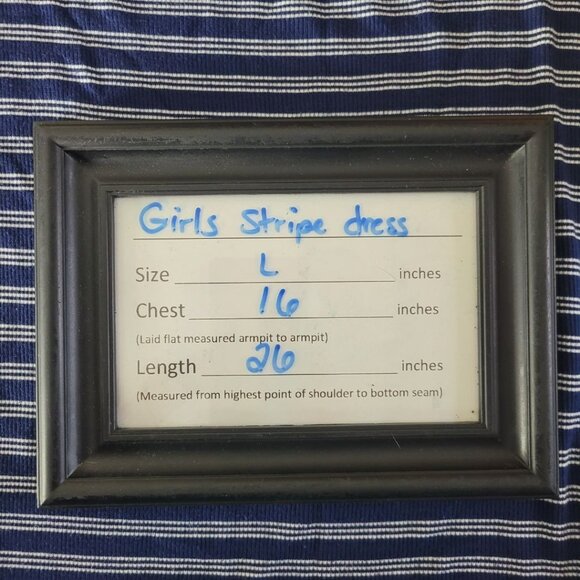 Girls Stripe dress
Size L inches
Chest 16 inches
(Laid flat measured armpit to armpit)
Length 26 inches
(Measured from highest point of shoulder to bottom seam)